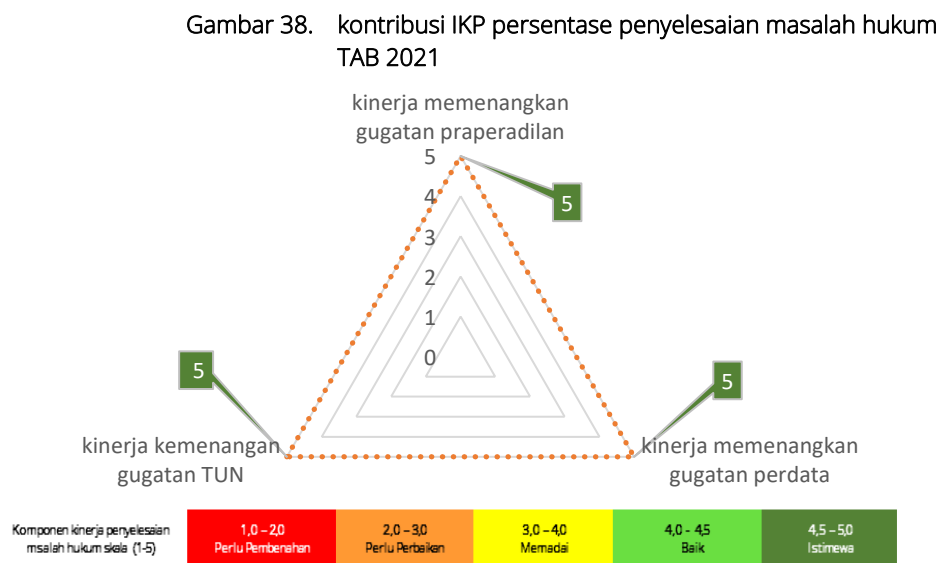 Gambar 38. kontribusi IKP persentase penyelesaian masalah hukum
TAB 2021
kinerja memenangkan
gugatan praperadilan
5
4
3
2
1
0
5
5
5
kinerja kemenangan
gugatan TUN
kinerja memenangkan
gugatan perdata
Komponen kinerja penyelesaian
msalah hukum skala (1-5)
1,0 – 2,0
Perlu Pembenahan
2,0 – 3,0
Perlu Perbaikan
3,0 – 4,0
Memadai
4,0 - 4,5
Baik
4,5 – 5,0
Istimewa